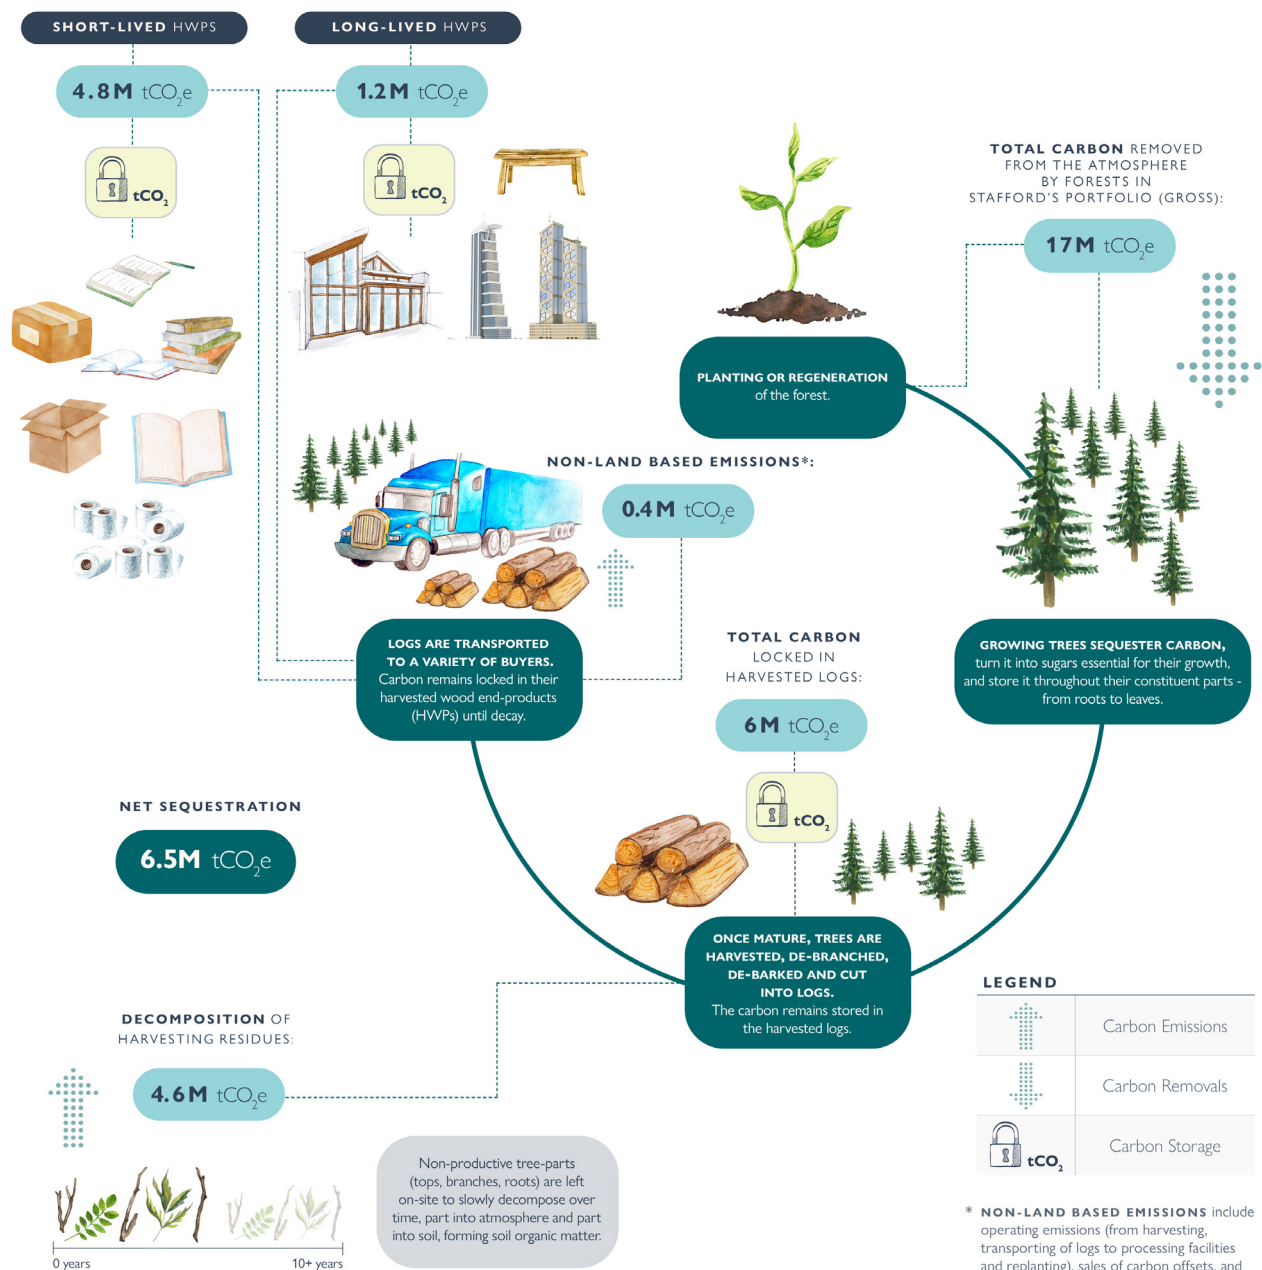 SHORT-LIVED HWPS
LONG-LIVED HWPS
4.8M tCO2e
1.2M tCO2e
tCO2
tCO2
TOTAL CARBON REMOVED
FROM THE ATMOSPHERE
BY FORESTS IN
STAFFORD'S PORTFOLIO (GROSS):
17M tCO2e
PLANTING OR REGENERATION
of the forest.
NON-LAND BASED EMISSIONS*:
0.4M tCO2e
LOGS ARE TRANSPORTED
TO A VARIETY OF BUYERS.
Carbon remains locked in their
harvested wood end-products
(HWPs) until decay.
TOTAL CARBON
LOCKED IN
HARVESTED LOGS:
6M tCO2e
tCO2
GROWING TREES SEQUESTER CARBON,
turn it into sugars essential for their growth,
and store it throughout their constituent parts -
from roots to leaves.
NET SEQUESTRATION
6.5M tCO2e
ONCE MATURE, TREES ARE
HARVESTED, DE-BRANCHED,
DE-BARKED AND CUT
INTO LOGS.
The carbon remains stored in
the harvested logs.
DECOMPOSITION OF
HARVESTING RESIDUES:
4.6M tCO2e
Non-productive tree-parts
(tops, branches, roots) are left
on-site to slowly decompose over
time, part into atmosphere and part
into soil, forming soil organic matter.
0 years
10+ years
LEGEND
Carbon Emissions
Carbon Removals
tCO2
Carbon Storage
* NON-LAND BASED EMISSIONS include
operating emissions (from harvesting,
transporting of logs to processing facilities
and replanting), sales of carbon offsets, and